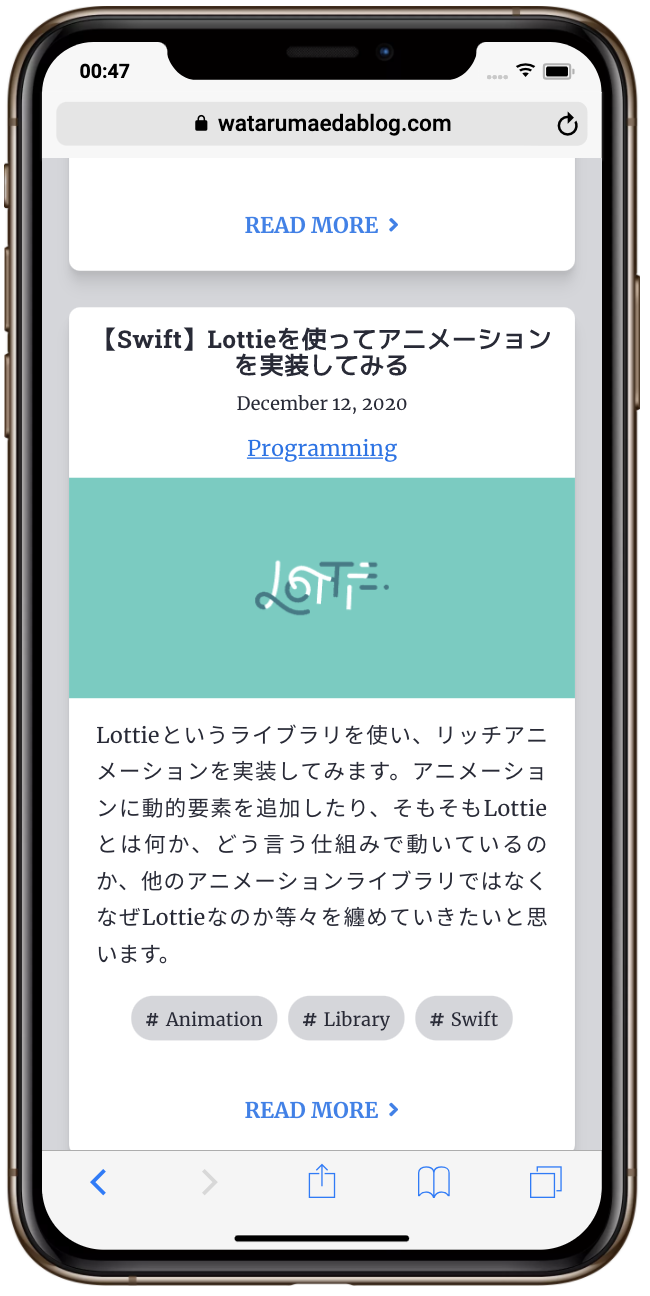 00:47
watarumaedablog.com
READ MORE
【Swift】Lottieを使ってアニメーション
を実装してみる
December 12, 2020
Programming
LOTTIE.
Lottieというライブラリを使い、リッチアニ
メーションを実装してみます。アニメーショ
ンに動的要素を追加したり、そもそもLottie
とは何か、どう言う仕組みで動いているの
か、他のアニメーションライブラリではなく
なぜLottieなのか等々を纏めていきたいと思
います。
# Animation # Library # Swift
READ MORE